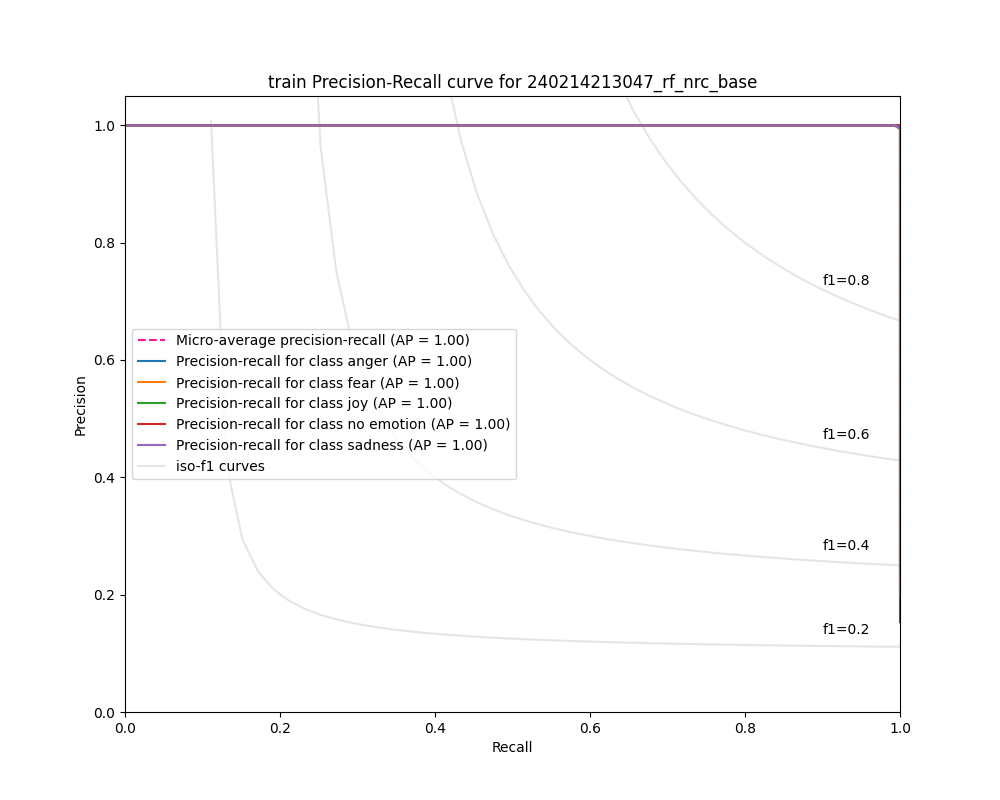 train Precision-Recall curve for 240214213047_rf_nrc_base
1.0
0.8
0.6
0.4
0.2
0.0
Precision
f1=0.8
f1=0.6
f1=0.4
f1=0.2
Micro-average precision-recall (AP = 1.00)
Precision-recall for class anger (AP = 1.00)
Precision-recall for class fear (AP = 1.00)
Precision-recall for class joy (AP = 1.00)
Precision-recall for class no emotion (AP = 1.00)
Precision-recall for class sadness (AP = 1.00)
iso-f1 curves
0.0 0.2 0.4 0.6 0.8 1.0
Recall